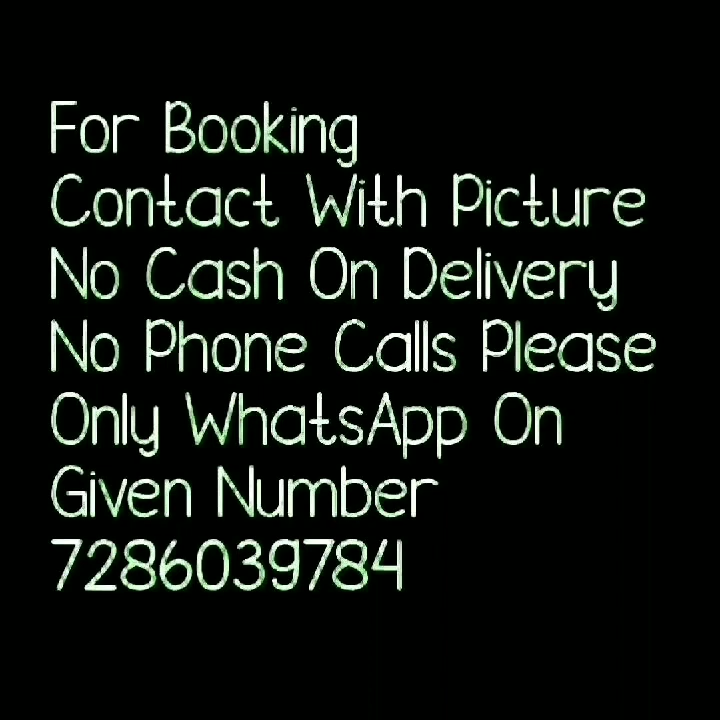 For Booking
Contact With Picture
No Cash On Delivery
No Phone Calls Please
Only WhatsApp On
Given Number
7286039784